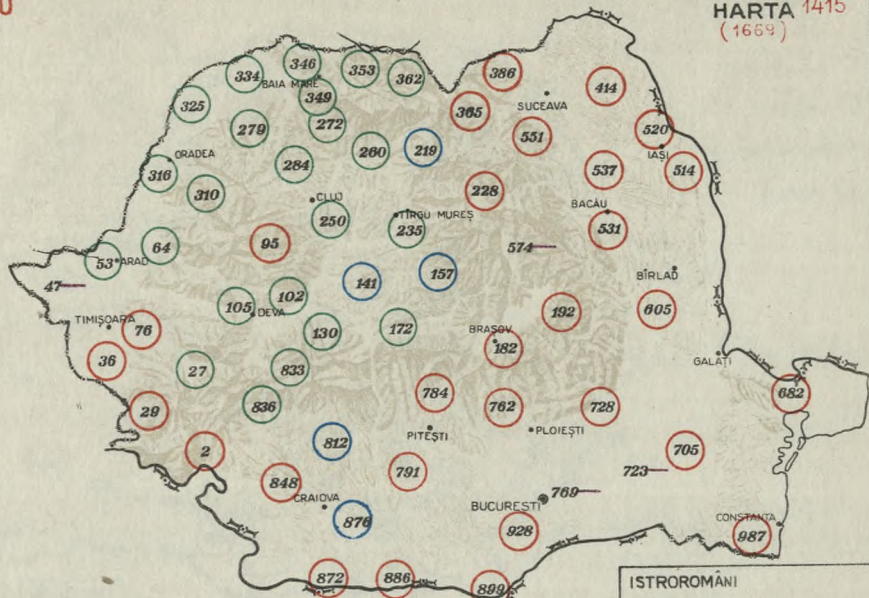 U
HARTA 1415
(1669)
346
353
386
334
BAIA MARE
362
414
349
SUCEAVA
325
365
279
272
551
520
260
219
IAȘI
ORADEA
284
537
514
316
310
228
CLUJ
BACĂU
250
TÎRGU MUREȘ
235
531
95
574
64
53
ARAD
157
BÎRLAD
47
141
102
105
DEVA
192
605
TIMIȘOARA
76
130
172
BRAȘOV
182
36
GALAȚI
27
833
784
762
728
682
29
836
812
PITEȘTI
PLOIEȘTI
2
705
791
723
848
769
CRAIOVA
BUCUREȘTI
876
928
CONSTANȚA
987
872
886
899
ISTROROMÂNI